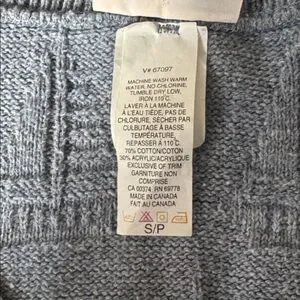 V# 67097
MACHINE WASH WARM
WATER, NO CHLORINE,
TUMBLE DRY LOW,
IRON 110°C.
LAVER À LA MACHINE
À L'EAU TIÈDE, PAS DE
CHLORURE, SÉCHER PAR
CULBUTAGE À BASSE
TEMPÉRATURE,
REPASSER À 110°C.
70% COTTON/COTON
30% ACRYLIC/ACRYLIQUE
EXCLUSIVE OF TRIM
GARNITURE NON
COMPRISE
CA 00374 RN 69778
MADE IN CANADA
FAIT AU CANADA
S/P